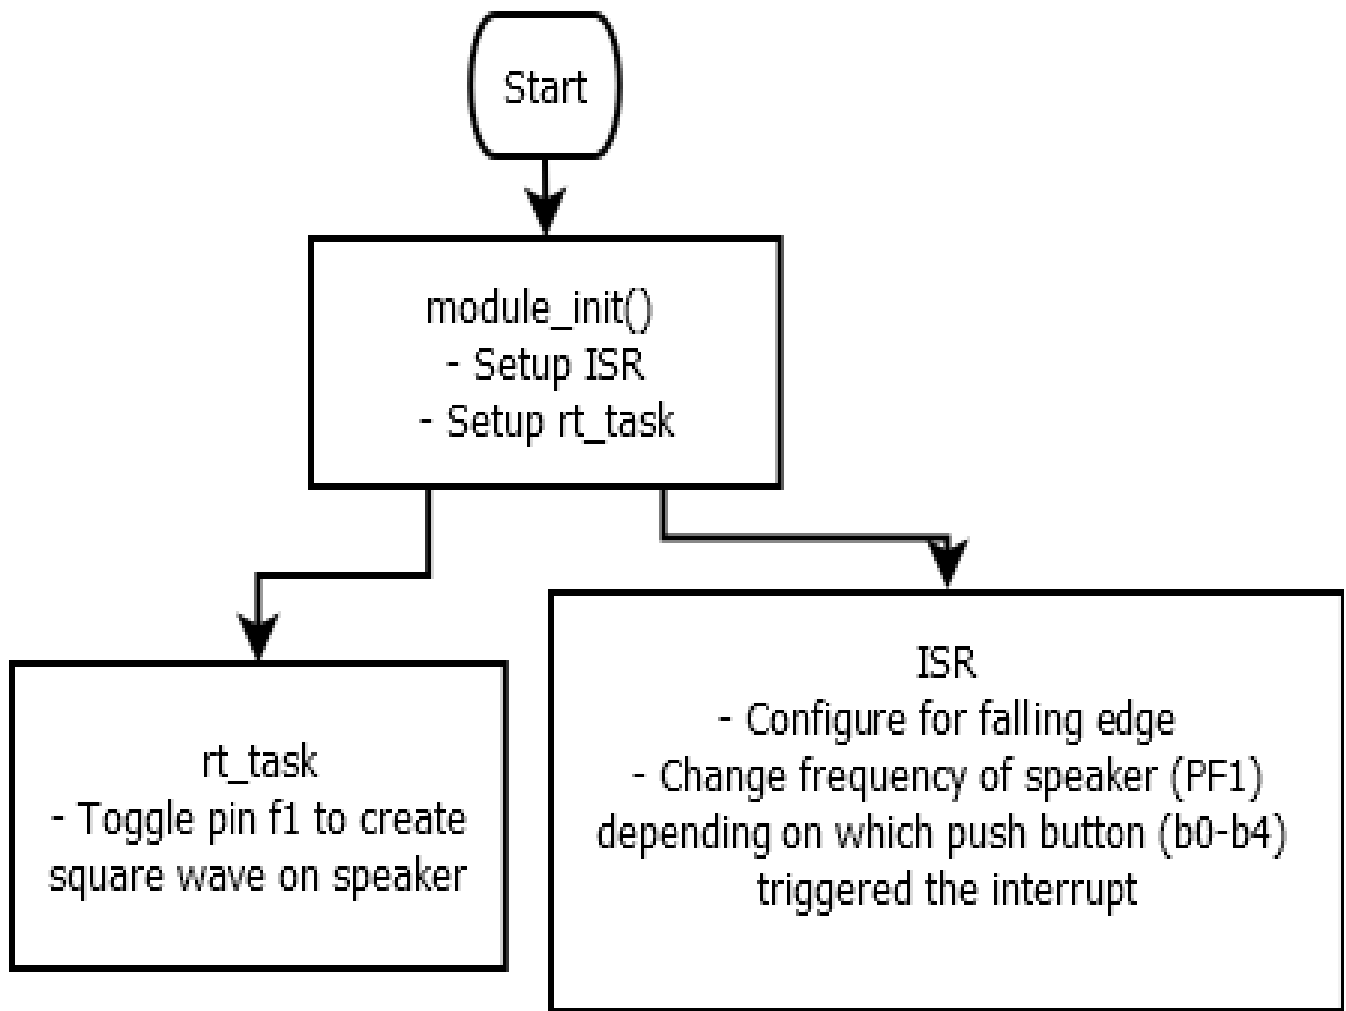 Start
module_init()
- Setup ISR
- Setup rt_task
rt_task
- Toggle pin f1 to create
square wave on speaker
ISR
- Configure for falling edge
- Change frequency of speaker (PF1)
depending on which push button (b0-b4)
triggered the interrupt